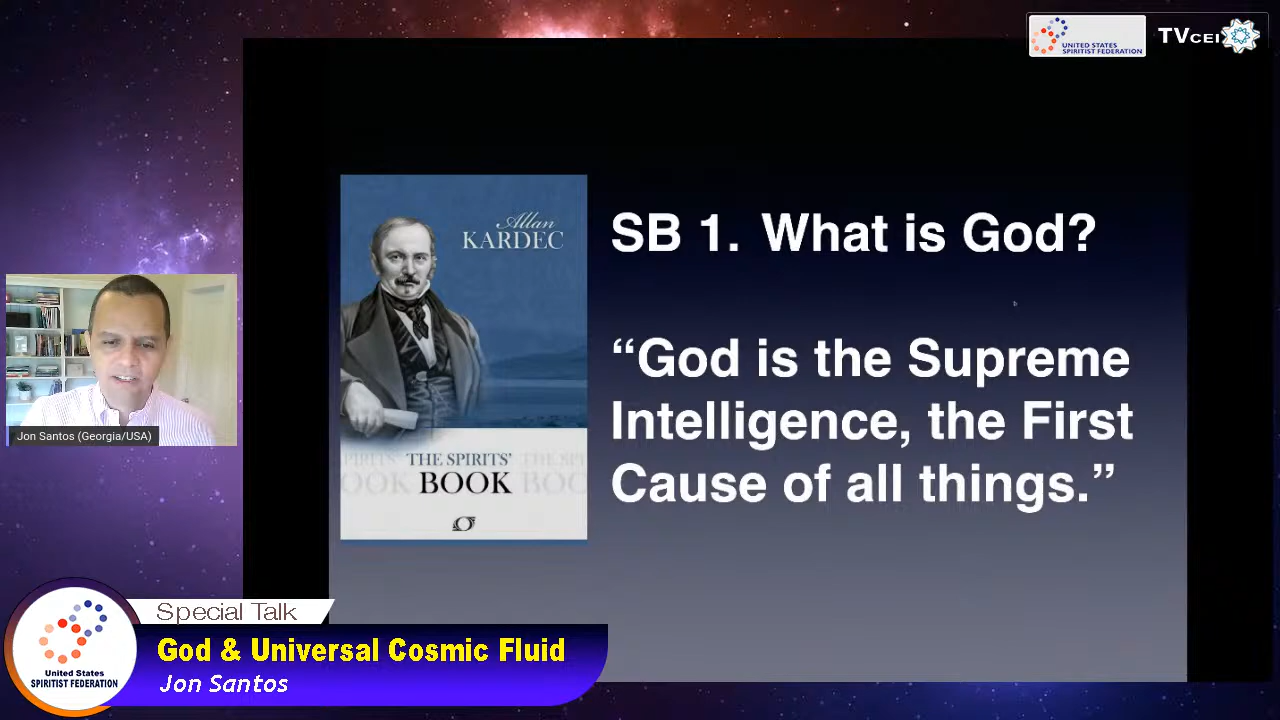 UNITED STATES
SPIRITIST FEDERATION
TVCEI
Allan
KARDEC
THE SPIRITS'
BOOK
SB 1. What is God?
“God is the Supreme
Intelligence, the First
Cause of all things.”
Jon Santos (Georgia/USA)
Special Talk
God & Universal Cosmic Fluid
Jon Santos
United States
SPIRITIST FEDERATION